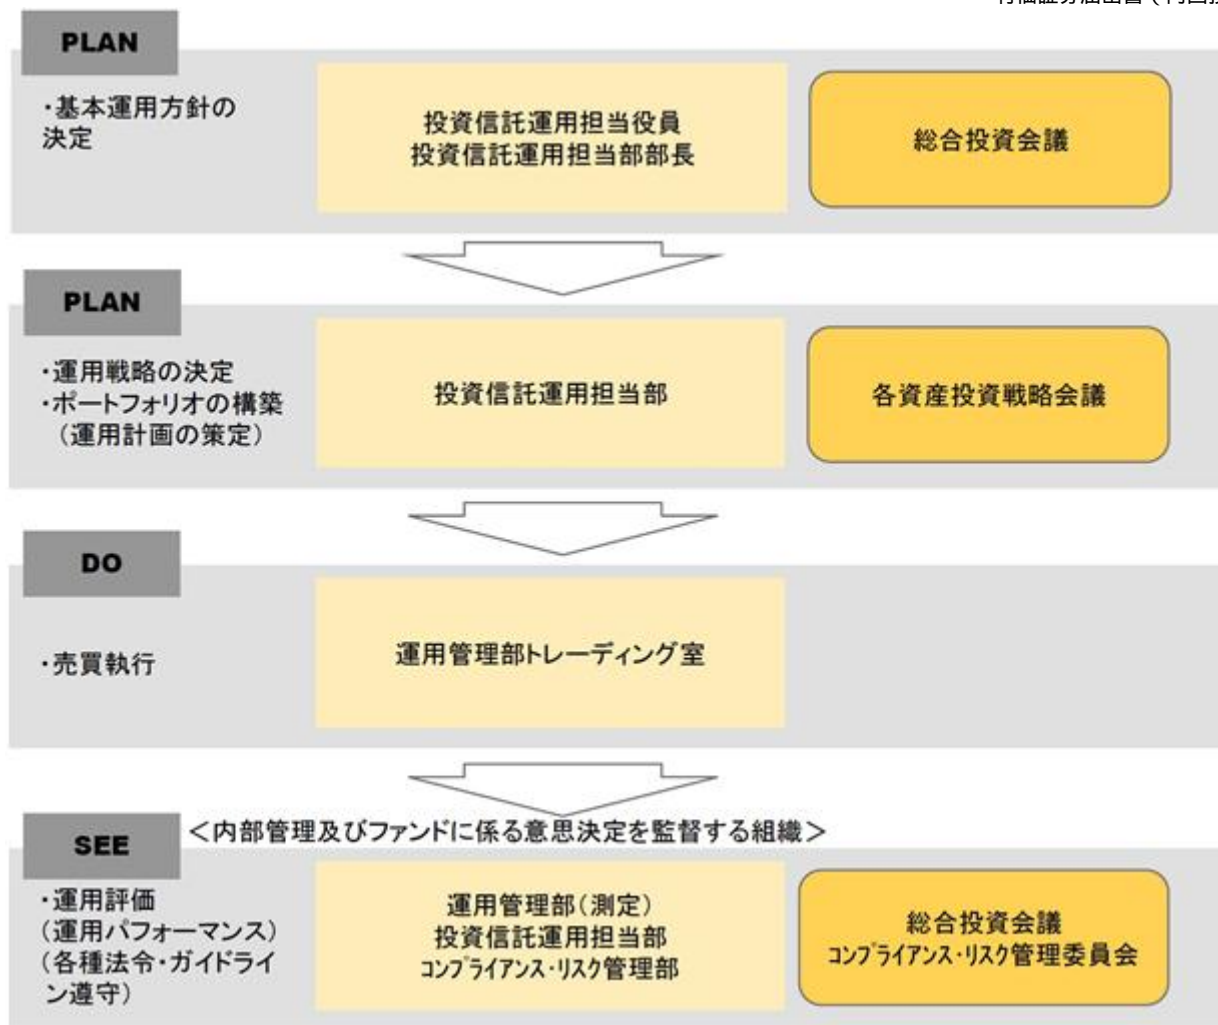 PLAN
・基本運用方針の
決定
投資信託運用担当役員
投資信託運用担当部部長
総合投資会議
PLAN
・運用戦略の決定
・ポートフォリオの構築
（運用計画の策定）
投資信託運用担当部
各資産投資戦略会議
DO
・売買執行
運用管理部トレーディング室
SEE
＜内部管理及びファンドに係る意思決定を監督する組織＞
・運用評価
（運用パフォーマンス）
（各種法令・ガイドライ
ン遵守）
運用管理部（測定）
投資信託運用担当部
ｺﾝﾌﾟﾗｲｱﾝｽ・ﾘｽｸ管理部
総合投資会議
ｺﾝﾌﾟﾗｲｱﾝｽ・ﾘｽｸ管理委員会